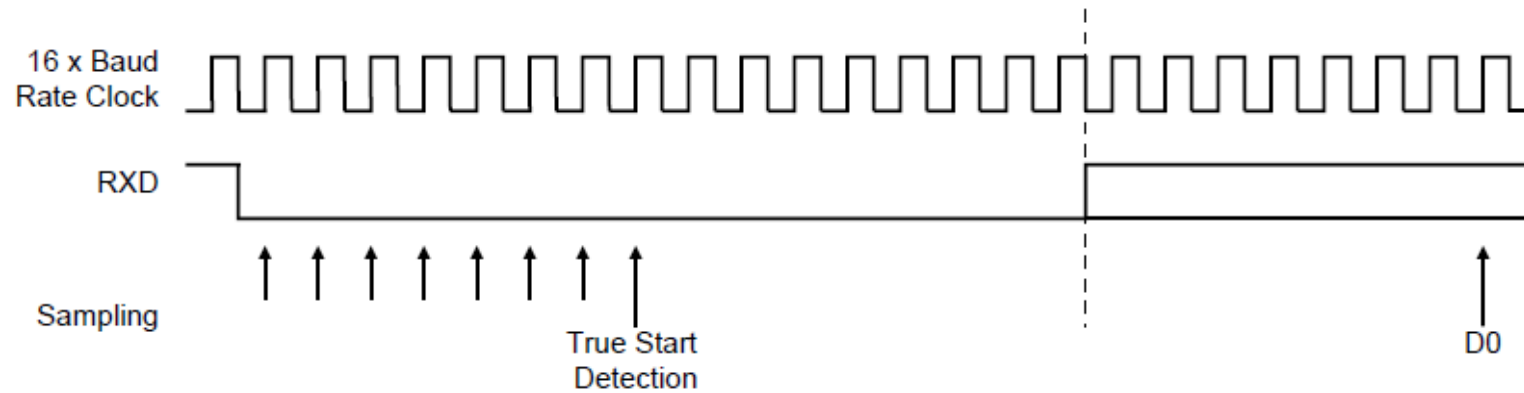 16 x Baud
Rate Clock
RXD
Sampling
True Start
Detection
D0